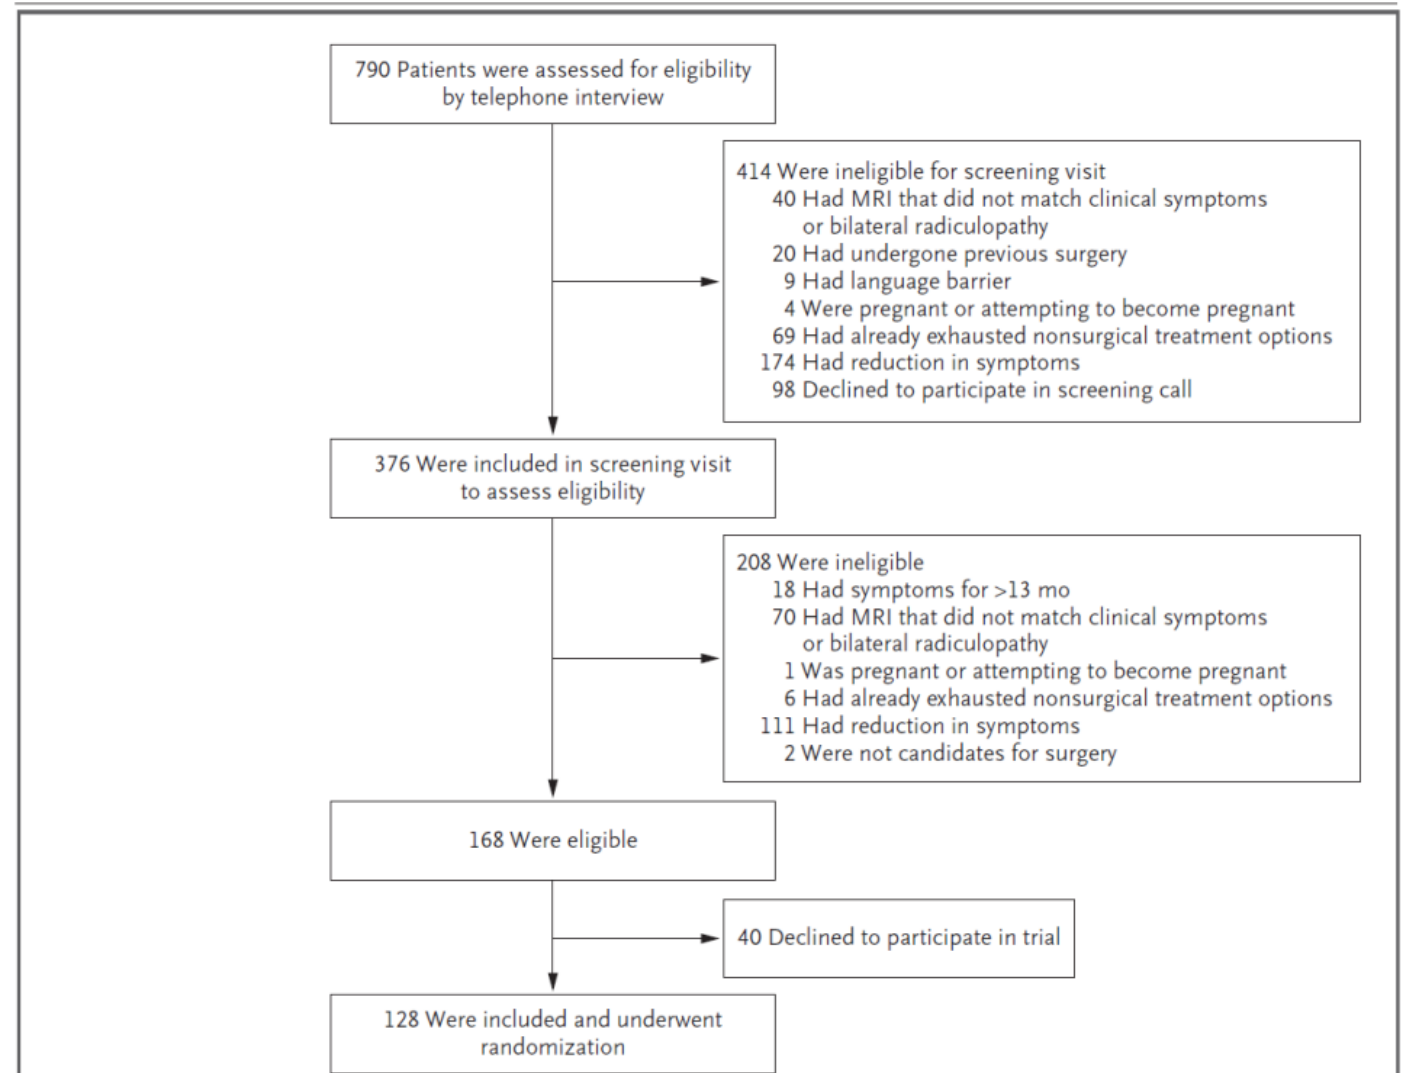 790 Patients were assessed for eligibility
by telephone interview
414 Were ineligible for screening visit
40 Had MRI that did not match clinical symptoms
or bilateral radiculopathy
20 Had undergone previous surgery
9 Had language barrier
4 Were pregnant or attempting to become pregnant
69 Had already exhausted nonsurgical treatment options
174 Had reduction in symptoms
98 Declined to participate in screening call
376 Were included in screening visit
to assess eligibility
208 Were ineligible
18 Had symptoms for >13 mo
70 Had MRI that did not match clinical symptoms
or bilateral radiculopathy
1 Was pregnant or attempting to become pregnant
6 Had already exhausted nonsurgical treatment options
111 Had reduction in symptoms
2 Were not candidates for surgery
168 Were eligible
40 Declined to participate in trial
128 Were included and underwent
randomization